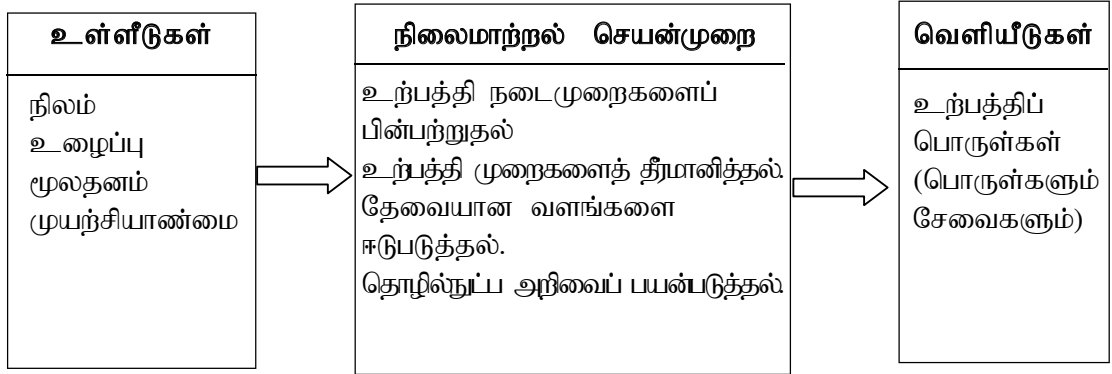 உள்ளீடுகள்
நிலம்
உழைப்பு
மூலதனம்
முயற்சியாண்மை
நிலைமாற்றல் செயன்முறை
உற்பத்தி நடைமுறைகளைப்
பின்பற்றுதல்
உற்பத்தி முறைகளைத் தீர்மானித்தல்.
தேவையான வளங்களை
ஈடுபடுத்தல்.
தொழில்நுட்ப அறிவைப் பயன்படுத்தல்.
வெளியீடுகள்
உற்பத்திப்
பொருள்கள்
(பொருள்களும்
சேவைகளும்)